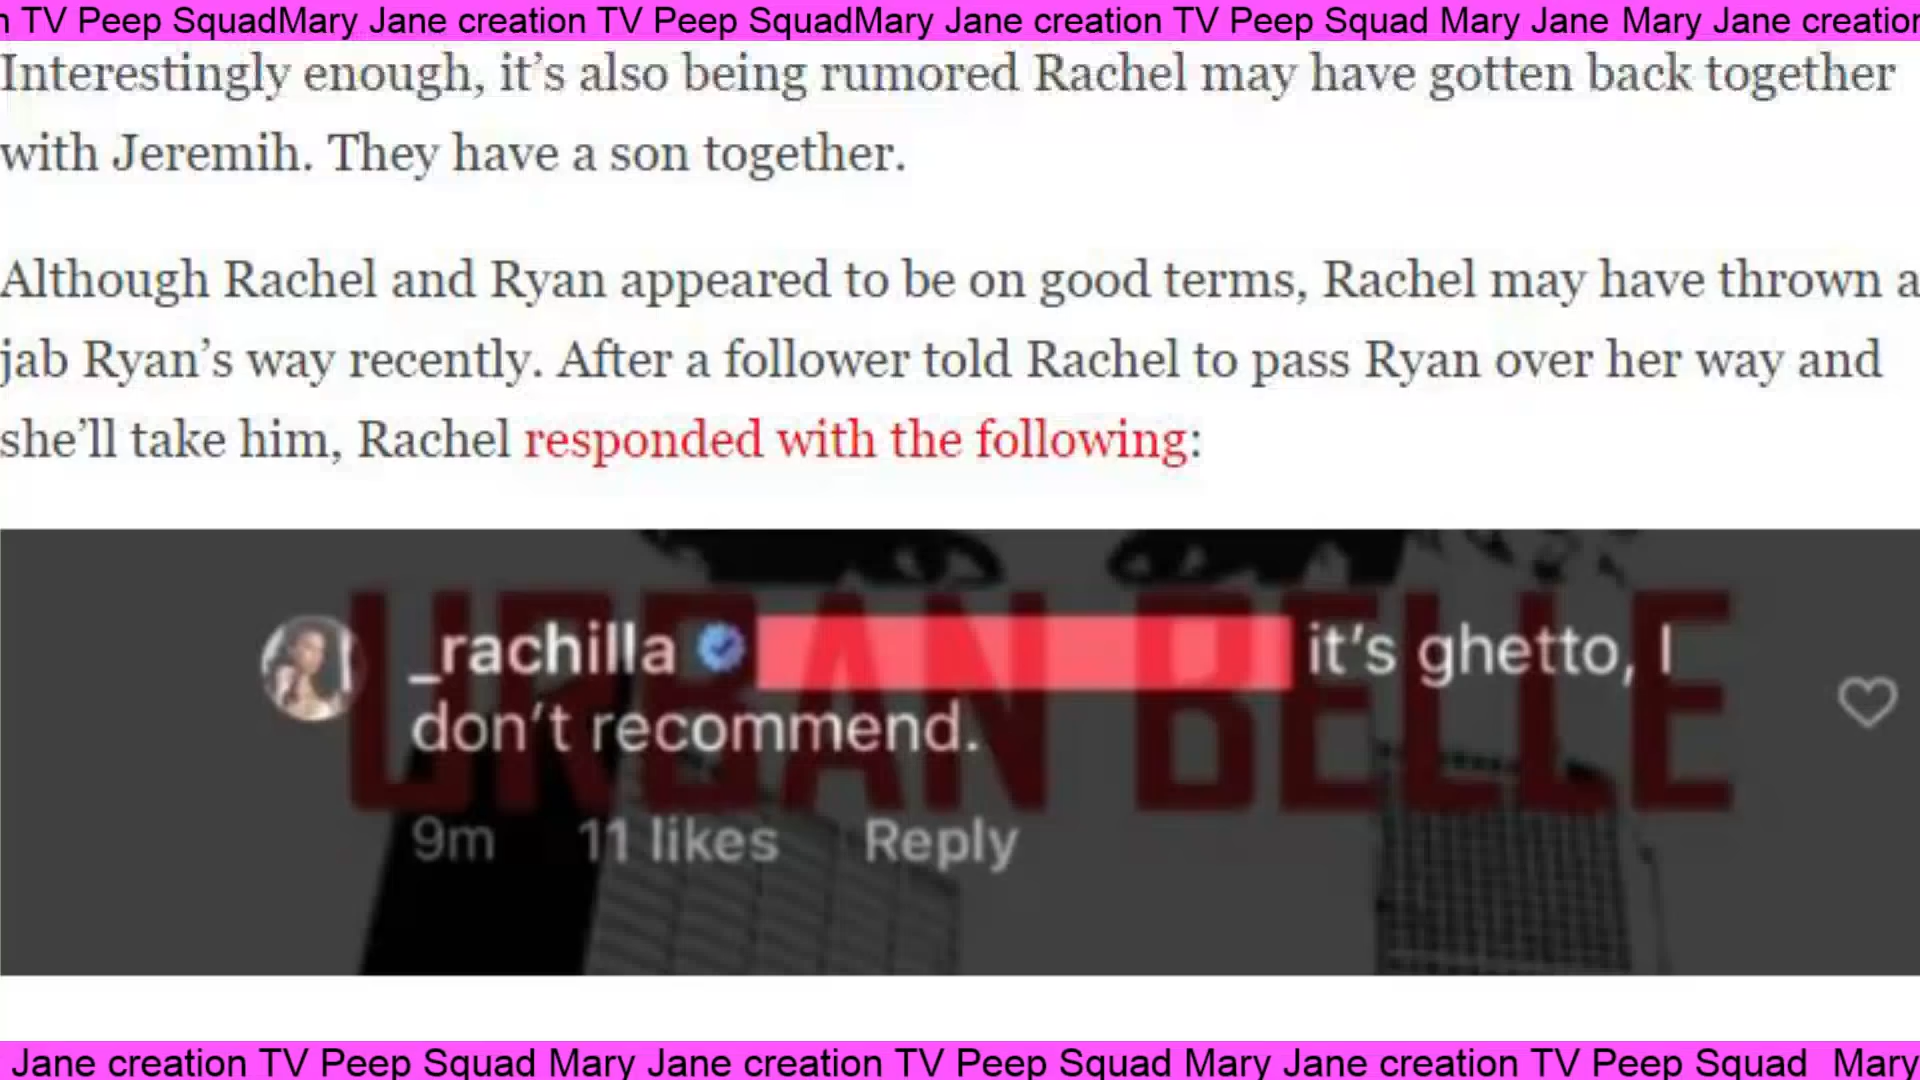 TV Peep SquadMary Jane creation TV Peep SquadMary Jane creation TV Peep Squad Mary Jane Mary Jane
Interestingly enough, it’s also being rumored Rachel may have gotten back together
with Jeremih. They have a son together.
Although Rachel and Ryan appeared to be on good terms, Rachel may have thrown a
jab Ryan’s way recently. After a follower told Rachel to pass Ryan over her way and
she’ll take him, Rachel responded with the following:
URBAN BELLE
_rachilla it’s ghetto, I
don’t recommend.
9m 11 likes Reply
Jane creation TV Peep Squad Mary Jane creation TV Peep Squad Mary Jane creation TV Peep Squad Mary